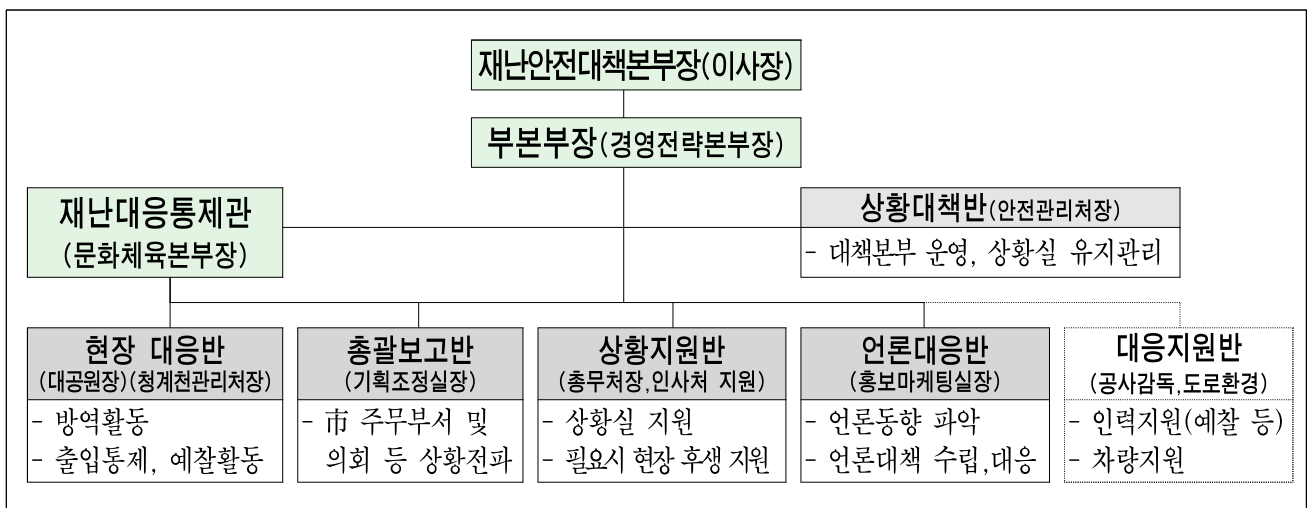 재난안전대책본부장(이사장)
부본부장(경영전략본부장)
재난대응통제관
(문화체육본부장)
상황대책반(안전관리처장)
- 대책본부 운영, 상황실 유지관리
현장 대응반
(대공원장)(청계천관리처장)
- 방역활동
- 출입통제, 예찰활동
총괄보고반
(기획조정실장)
- 市 주무부서 및
의회 등 상황전파
상황지원반
(총무처장,인사처 지원)
- 상황실 지원
- 필요시 현장 후생 지원
언론대응반
(홍보마케팅실장)
- 언론동향 파악
- 언론대책 수립,대응
대응지원반
(공사감독,도로환경)
- 인력지원(예찰 등)
- 차량지원